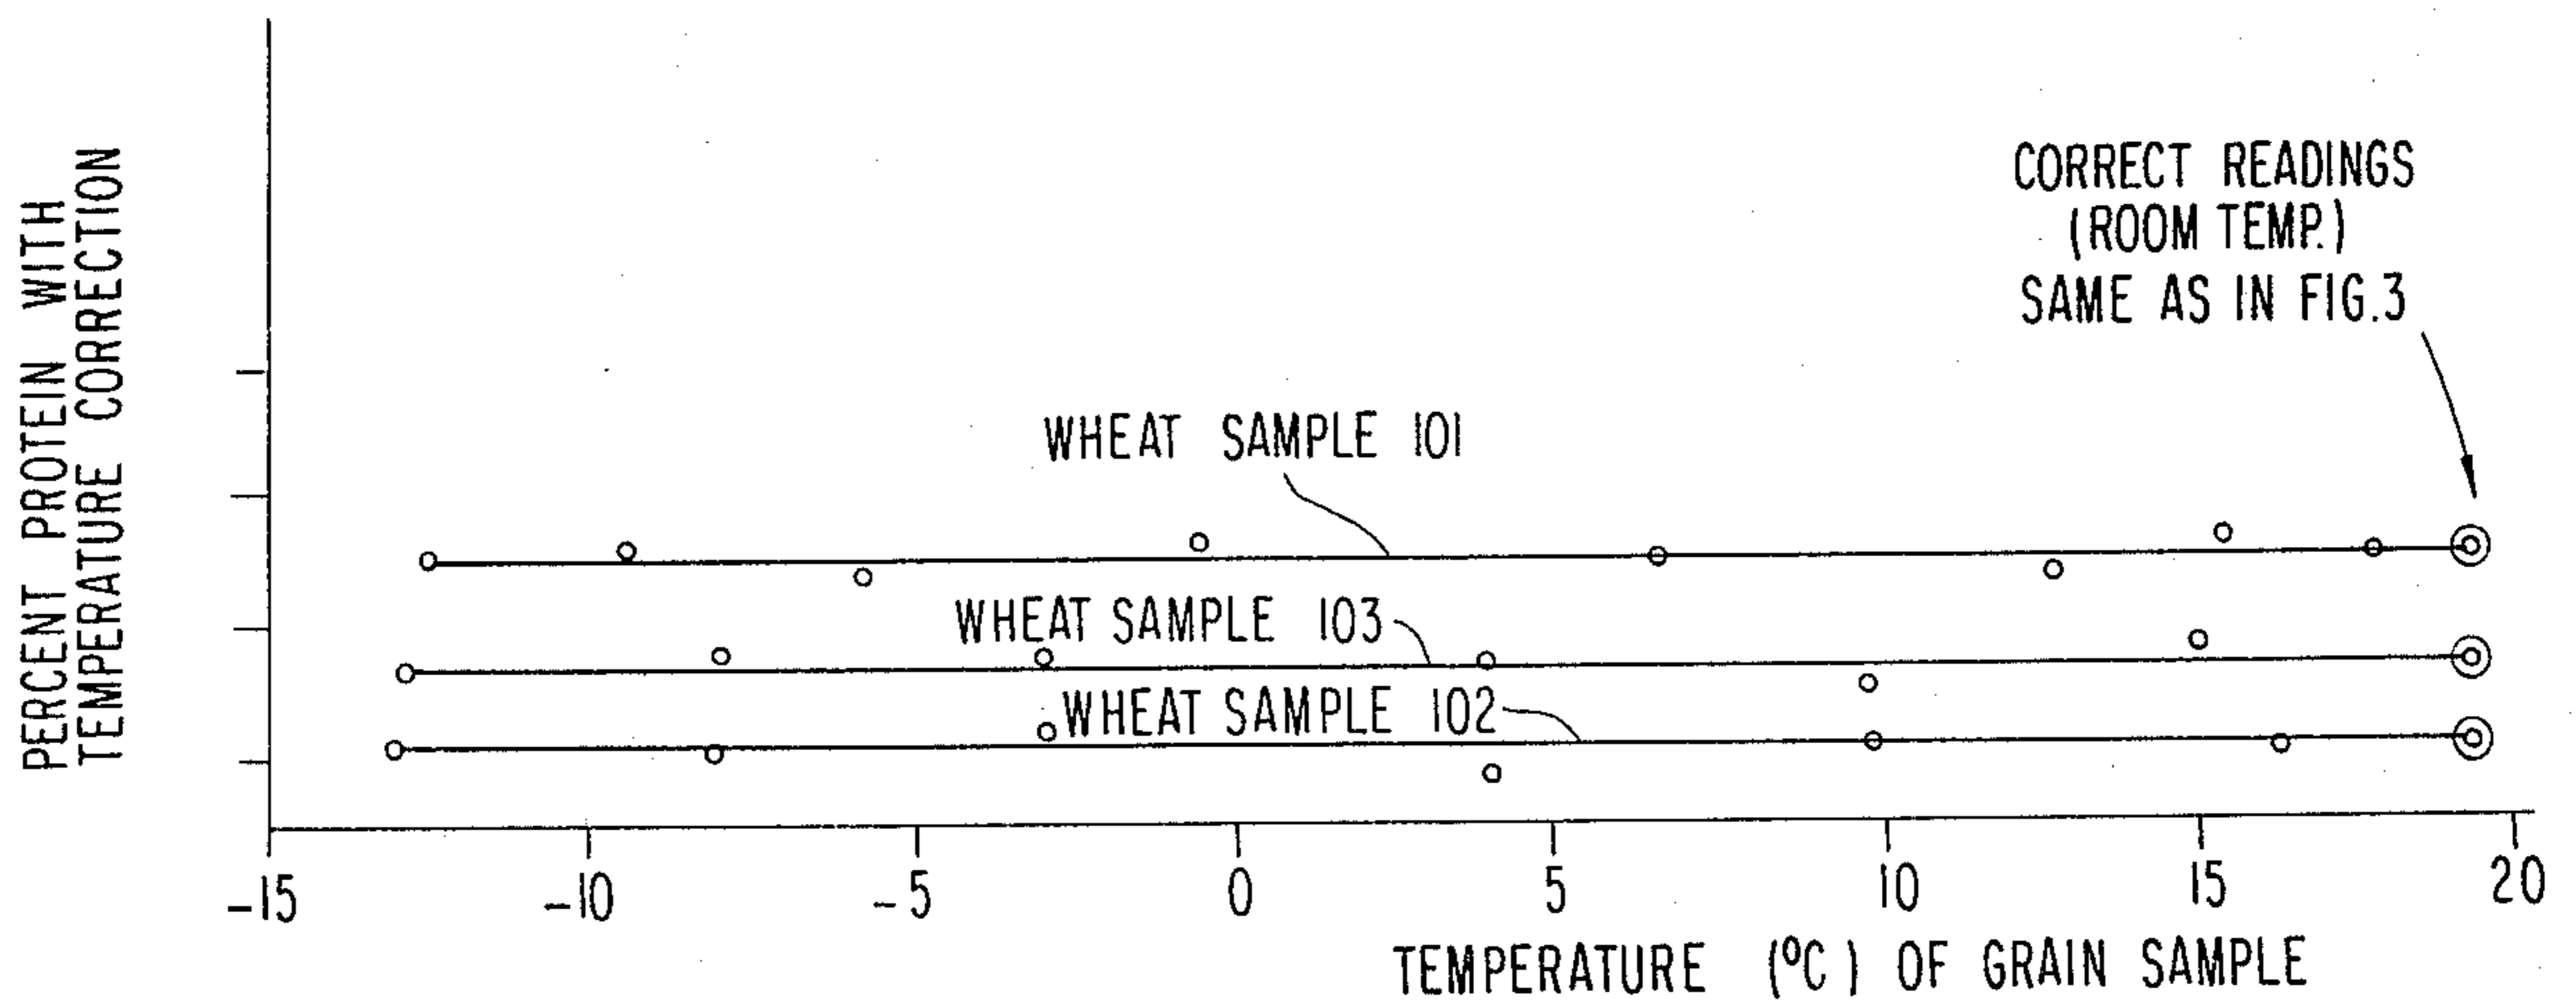 PERCENT PROTEIN WITH
TEMPERATURE CORRECTION
CORRECT READINGS
(ROOM TEMP.)
SAME AS IN FIG.3
WHEAT SAMPLE 101
WHEAT SAMPLE 103
WHEAT SAMPLE 102
-15 -10 -5 0 5 10 15 20
TEMPERATURE (°C) OF GRAIN SAMPLE